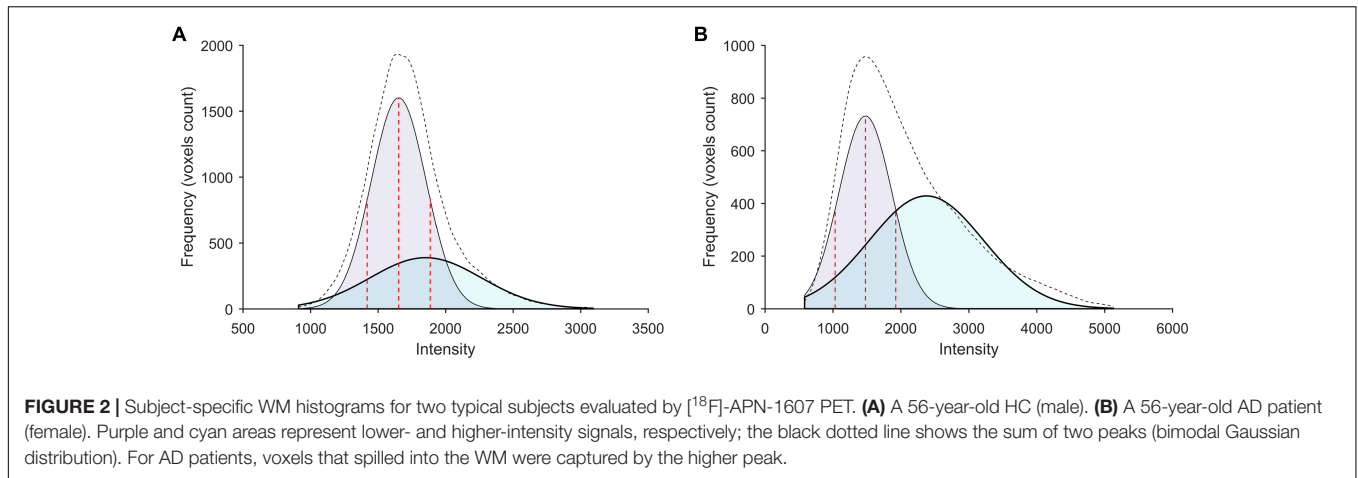 A
B
2000
1500
1000
500
0
Frequency (voxels count)
500 1000 1500 2000 2500 3000 3500
Intensity
1000
800
600
400
200
0
Frequency (voxels count)
0 1000 2000 3000 4000 5000 6000
Intensity
FIGURE 2 | Subject-specific WM histograms for two typical subjects evaluated by [¹⁸F]-APN-1607 PET. (A) A 56-year-old HC (male). (B) A 56-year-old AD patient
(female). Purple and cyan areas represent lower- and higher-intensity signals, respectively; the black dotted line shows the sum of two peaks (bimodal Gaussian
distribution). For AD patients, voxels that spilled into the WM were captured by the higher peak.